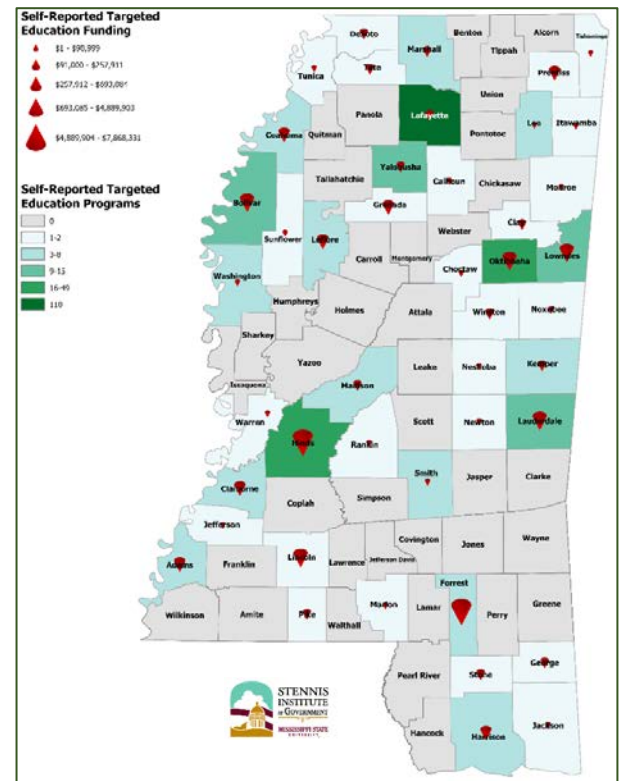 Self-Reported Targeted
Education Funding
$1 - $90,999
$91,000 - $257,911
$693,085 - $4,889,903
$4,889,904 - $7,868,331
Self-Reported Targeted
Education Programs
0
1-2
3-8
9-15
16-49
110
DeSoto
Marshall
Benton
Tippah
Alcorn
Tunica
Tate
Prentiss
Panola
Lafayette
Union
Lee
Itawamba
Coahoma
Quitman
Pontotoc
Yalobusha
Tallahatchie
Calhoun
Chickasaw
Monroe
Bolivar
Grenada
Sunflower
Leflore
Webster
Clay
Carroll
Montgomery
Oktibbeha
Lowndes
Choctaw
Washington
Humphreys
Holmes
Attala
Winston
Noxubee
Sharkey
Issaquena
Yazoo
Leake
Neshoba
Kemper
Madison
Warren
Hinds
Rankin
Scott
Newton
Lauderdale
Claiborne
Smith
Jasper
Clarke
Copiah
Simpson
Jefferson
Covington
Jones
Wayne
Adams
Franklin
Lincoln
Lawrence
Jefferson David
Forrest
Wilkinson
Amite
Pike
Marion
Lamar
Perry
Greene
Walthall
Pearl River
Stone
George
Hancock
Harrison
Jackson
STENNIS
INSTITUTE
OF GOVERNMENT
MISSISSIPPI STATE
UNIVERSITY